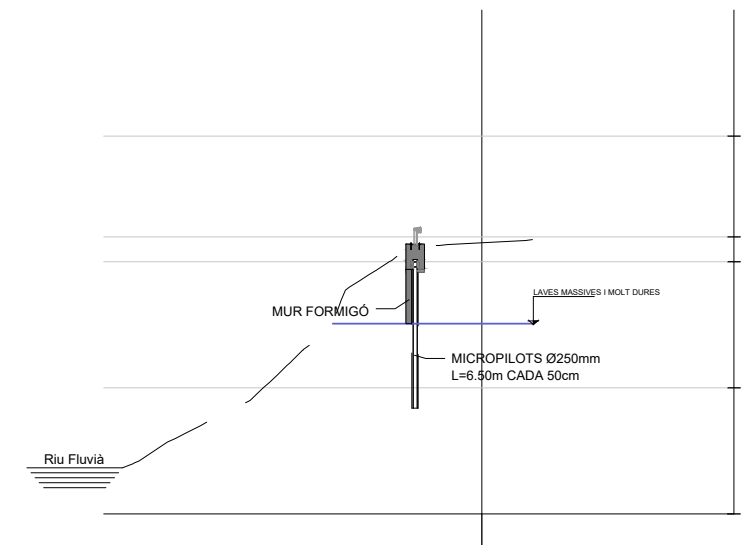 LAVES MASSIVES I MOLT DURES
MUR FORMIGÓ
MICROPILOTS Ø250mm
L=6.50m CADA 50cm
Riu Fluvià